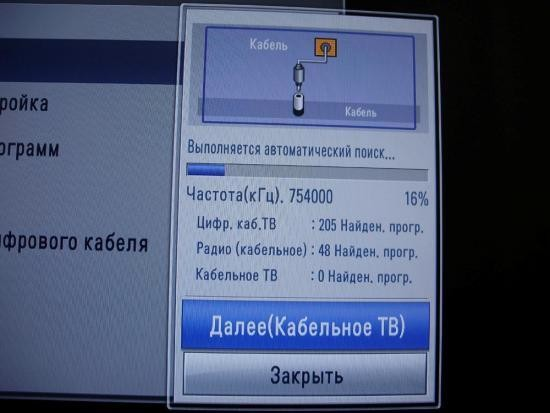 Кабель
Кабель
Выполняется автоматический поиск...
Частота(кГц). 754000 16%
Цифр. каб.ТВ : 205 Найден. прогр.
Радио (кабельное) : 48 Найден. прогр.
Кабельное ТВ : 0 Найден. прогр.
Далее(Кабельное ТВ)
Закрыть
ройка
ограмм
ифрового кабеля